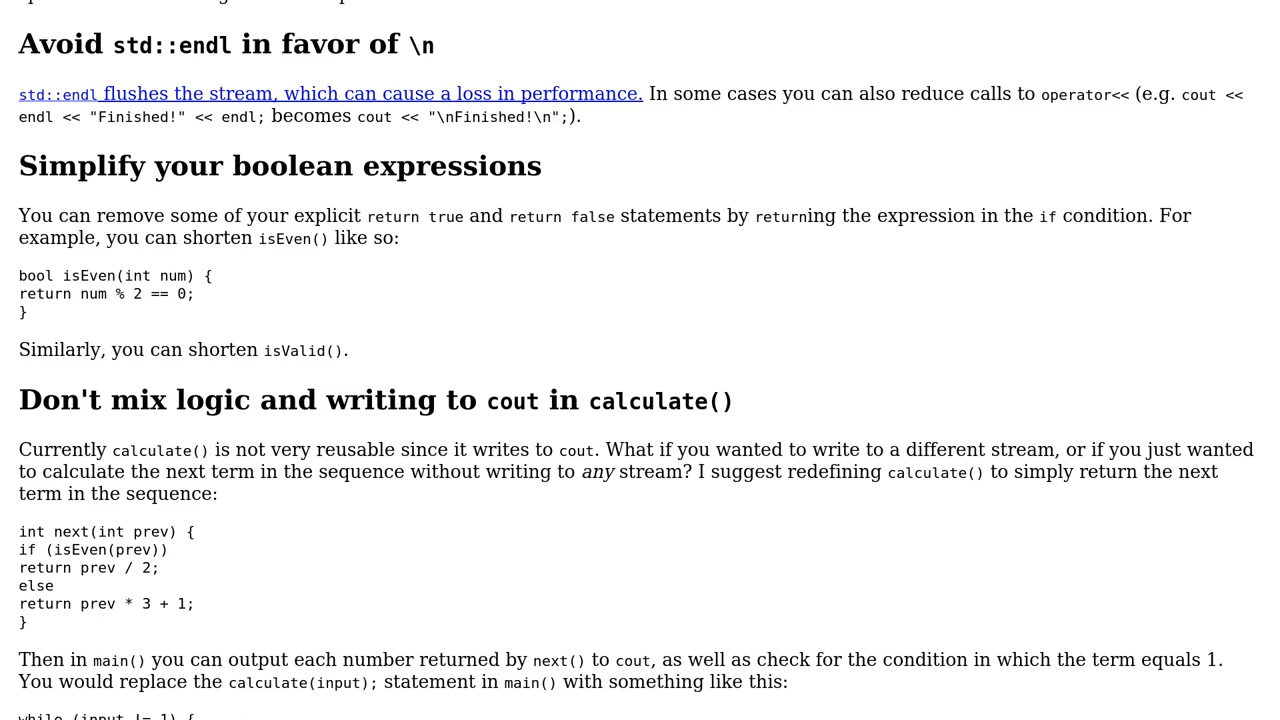 Avoid std::endl in favor of \n
std::endl flushes the stream, which can cause a loss in performance. In some cases you can also reduce calls to operator<< (e.g. cout <<
endl << "Finished!" << endl; becomes cout << "\nFinished!\n";).
Simplify your boolean expressions
You can remove some of your explicit return true and return false statements by returning the expression in the if condition. For
example, you can shorten isEven() like so:
bool isEven(int num) {
return num % 2 == 0;
}
Similarly, you can shorten isValid().
Don't mix logic and writing to cout in calculate()
Currently calculate() is not very reusable since it writes to cout. What if you wanted to write to a different stream, or if you just wanted
to calculate the next term in the sequence without writing to any stream? I suggest redefining calculate() to simply return the next
term in the sequence:
int next(int prev) {
if (isEven(prev))
return prev / 2;
else
return prev * 3 + 1;
}
Then in main() you can output each number returned by next() to cout, as well as check for the condition in which the term equals 1.
You would replace the calculate(input); statement in main() with something like this:
while (input != 1) {